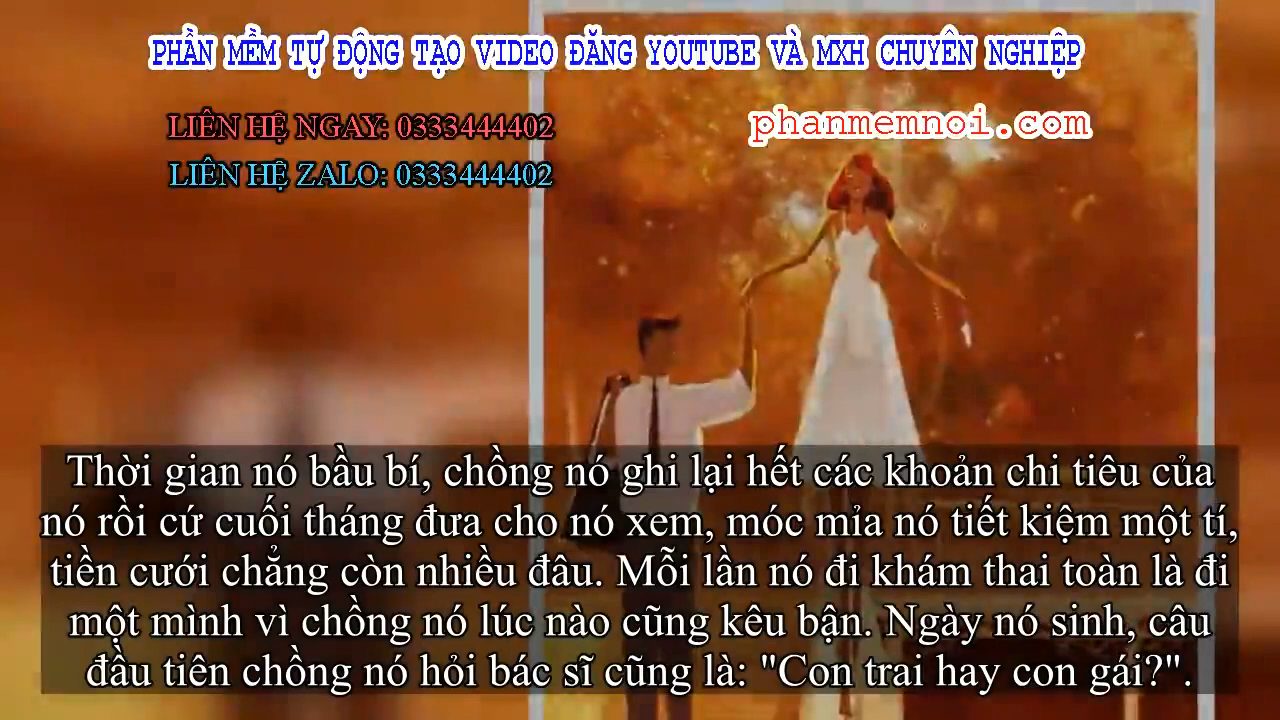 PHẦN MỀM TỰ ĐỘNG TẠO VIDEO ĐĂNG YOUTUBE VÀ MXH CHUYÊN NGHIỆP
LIÊN HỆ NGAY: 0333444402
phanmemnoi.com
LIÊN HỆ ZALO: 0333444402
Thời gian nó bầu bí, chồng nó ghi lại hết các khoản chi tiêu của
nó rồi cứ cuối tháng đưa cho nó xem, móc mỉa nó tiết kiệm một tí,
tiền cưới chẳng còn nhiều đâu. Mỗi lần nó đi khám thai toàn là đi
một mình vì chồng nó lúc nào cũng kêu bận. Ngày nó sinh, câu
đầu tiên chồng nó hỏi bác sĩ cũng là: "Con trai hay con gái?".